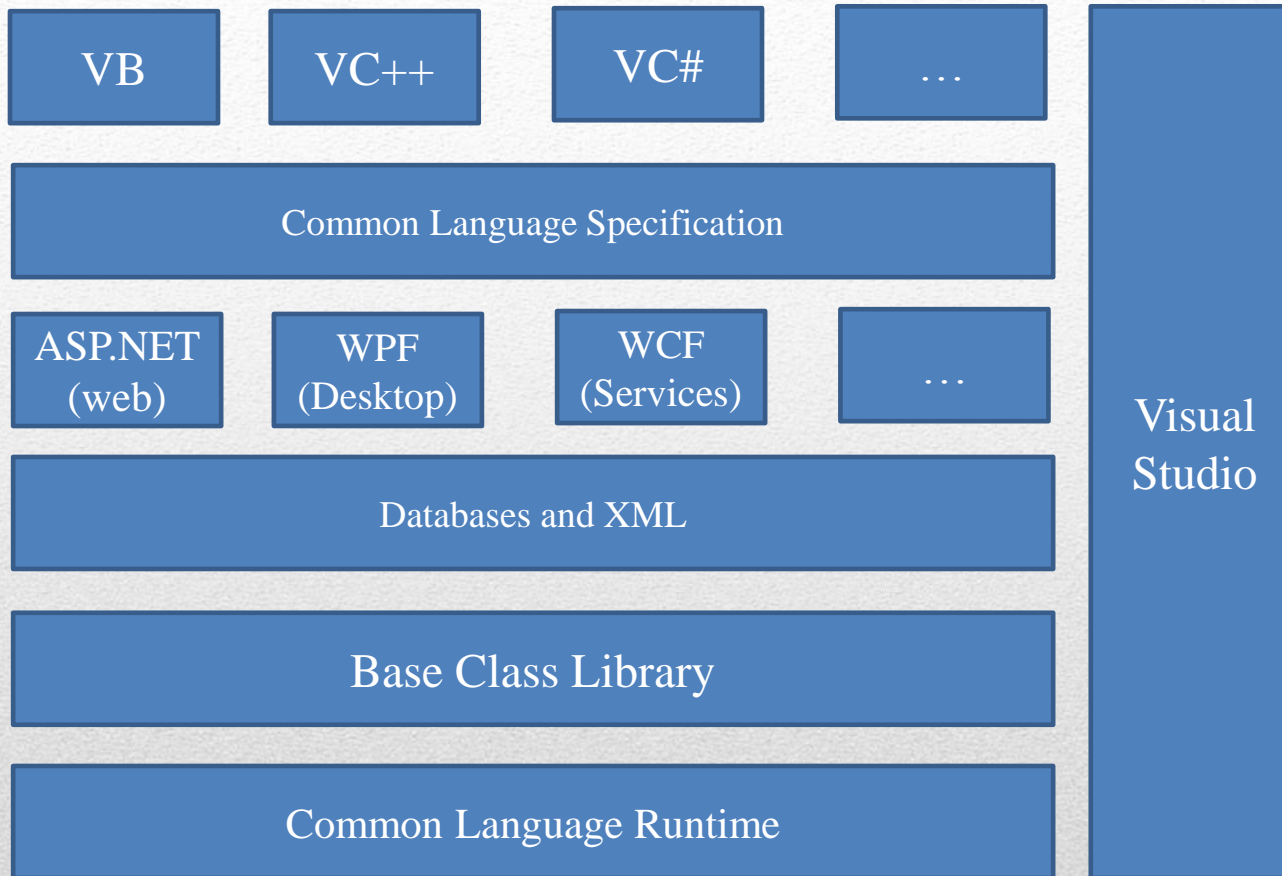 VB
VC++
VC#
…
Common Language Specification
ASP.NET
(web)
WPF
(Desktop)
WCF
(Services)
…
Databases and XML
Base Class Library
Common Language Runtime
Visual
Studio